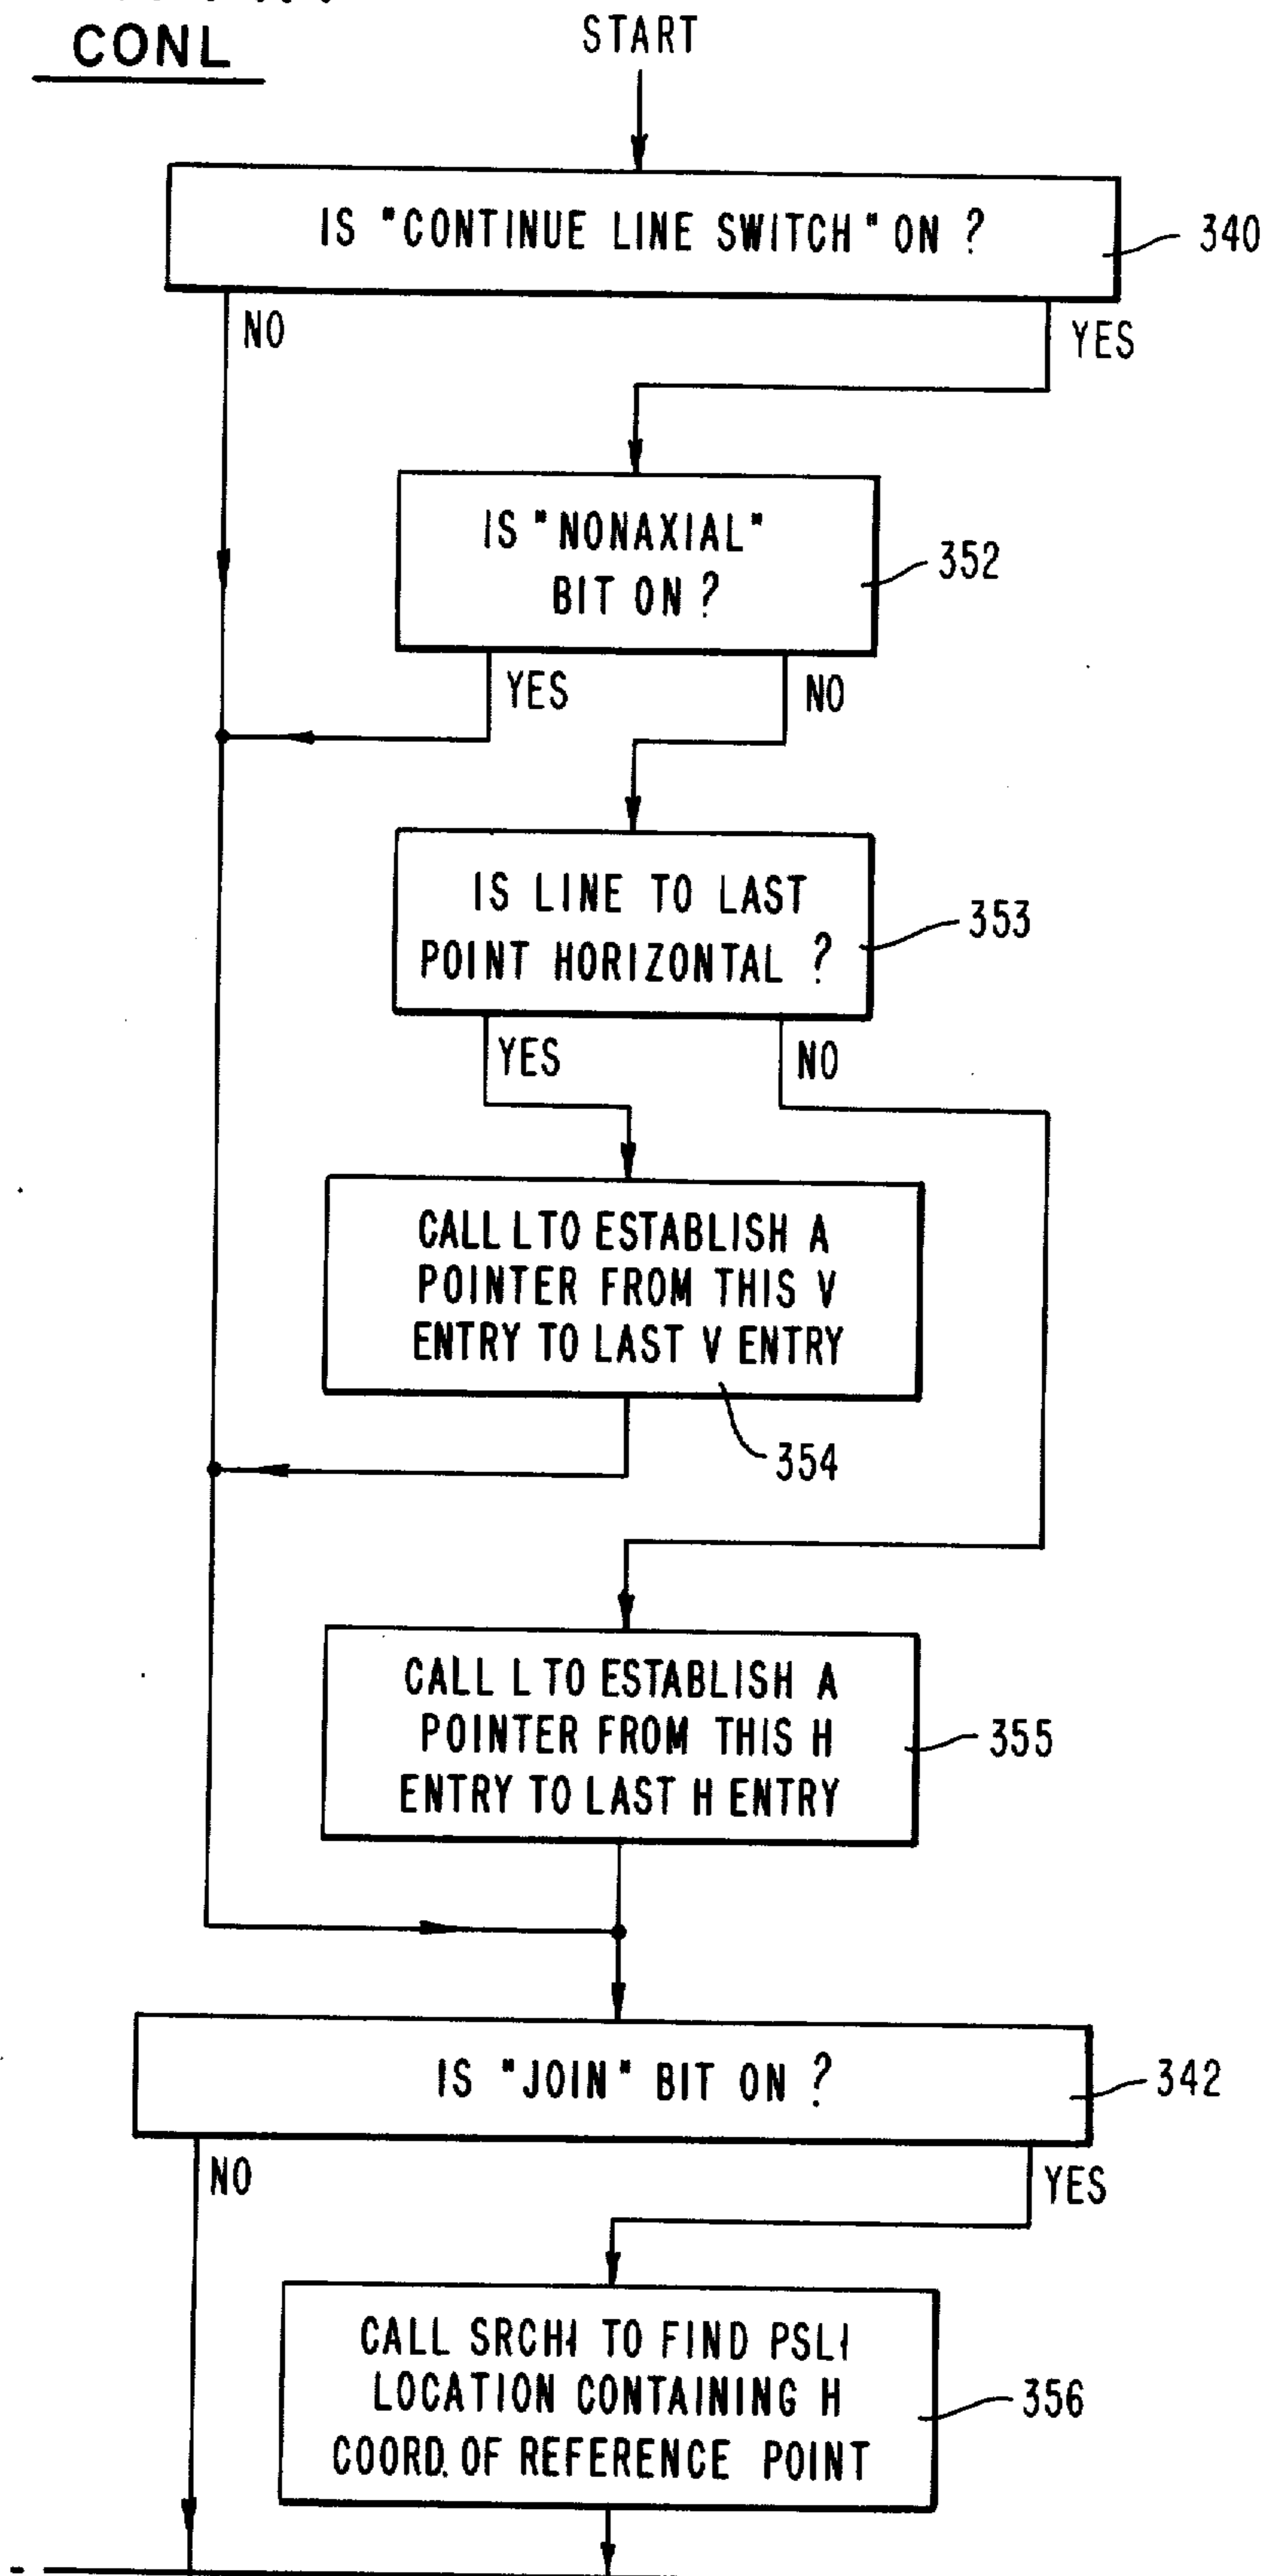 CONL
START
IS "CONTINUE LINE SWITCH" ON ?
340
NO
YES
IS "NONAXIAL"
BIT ON ?
352
YES
NO
IS LINE TO LAST
POINT HORIZONTAL ?
353
YES
NO
CALL L TO ESTABLISH A
POINTER FROM THIS V
ENTRY TO LAST V ENTRY
354
CALL L TO ESTABLISH A
POINTER FROM THIS H
ENTRY TO LAST H ENTRY
355
IS "JOIN" BIT ON ?
342
NO
YES
CALL SRCH1 TO FIND PSL1
LOCATION CONTAINING H
COORD. OF REFERENCE POINT
356